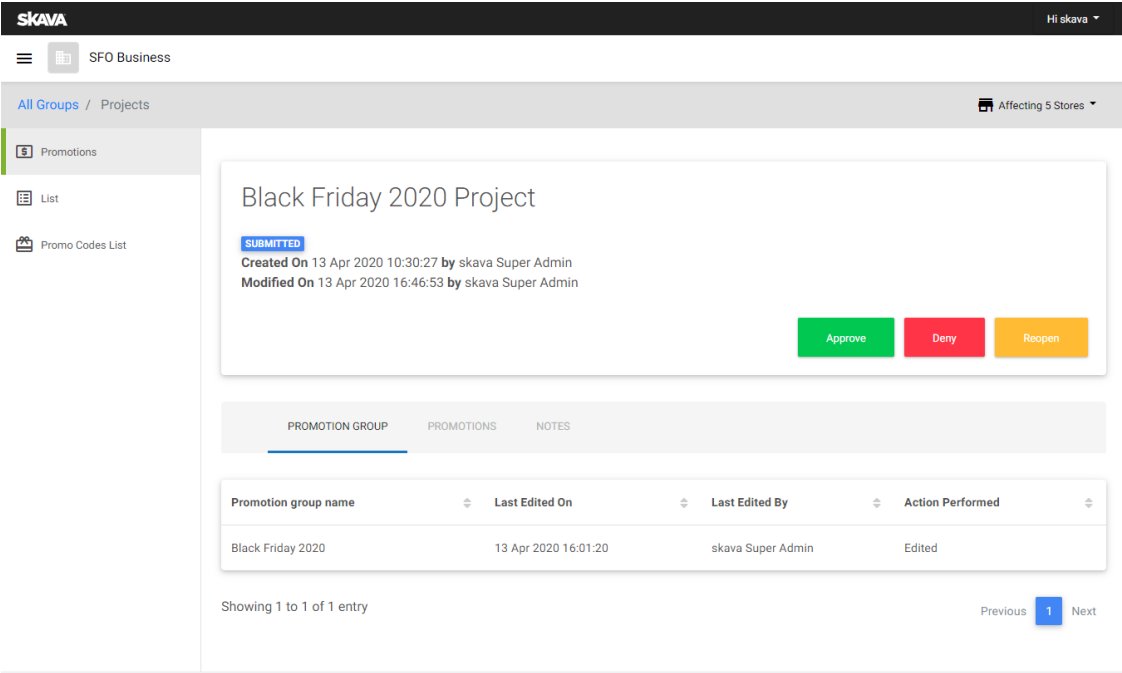 SKAVA
Hi skava
SFO Business
All Groups / Projects
Affecting 5 Stores
Promotions
List
Promo Codes List
Black Friday 2020 Project
SUBMITTED
Created On 13 Apr 2020 10:30:27 by skava Super Admin
Modified On 13 Apr 2020 16:46:53 by skava Super Admin
Approve Deny Reopen
PROMOTION GROUP PROMOTIONS NOTES
Promotion group name Last Edited On Last Edited By Action Performed
Black Friday 2020 13 Apr 2020 16:01:20 skava Super Admin Edited
Showing 1 to 1 of 1 entry
Previous 1 Next